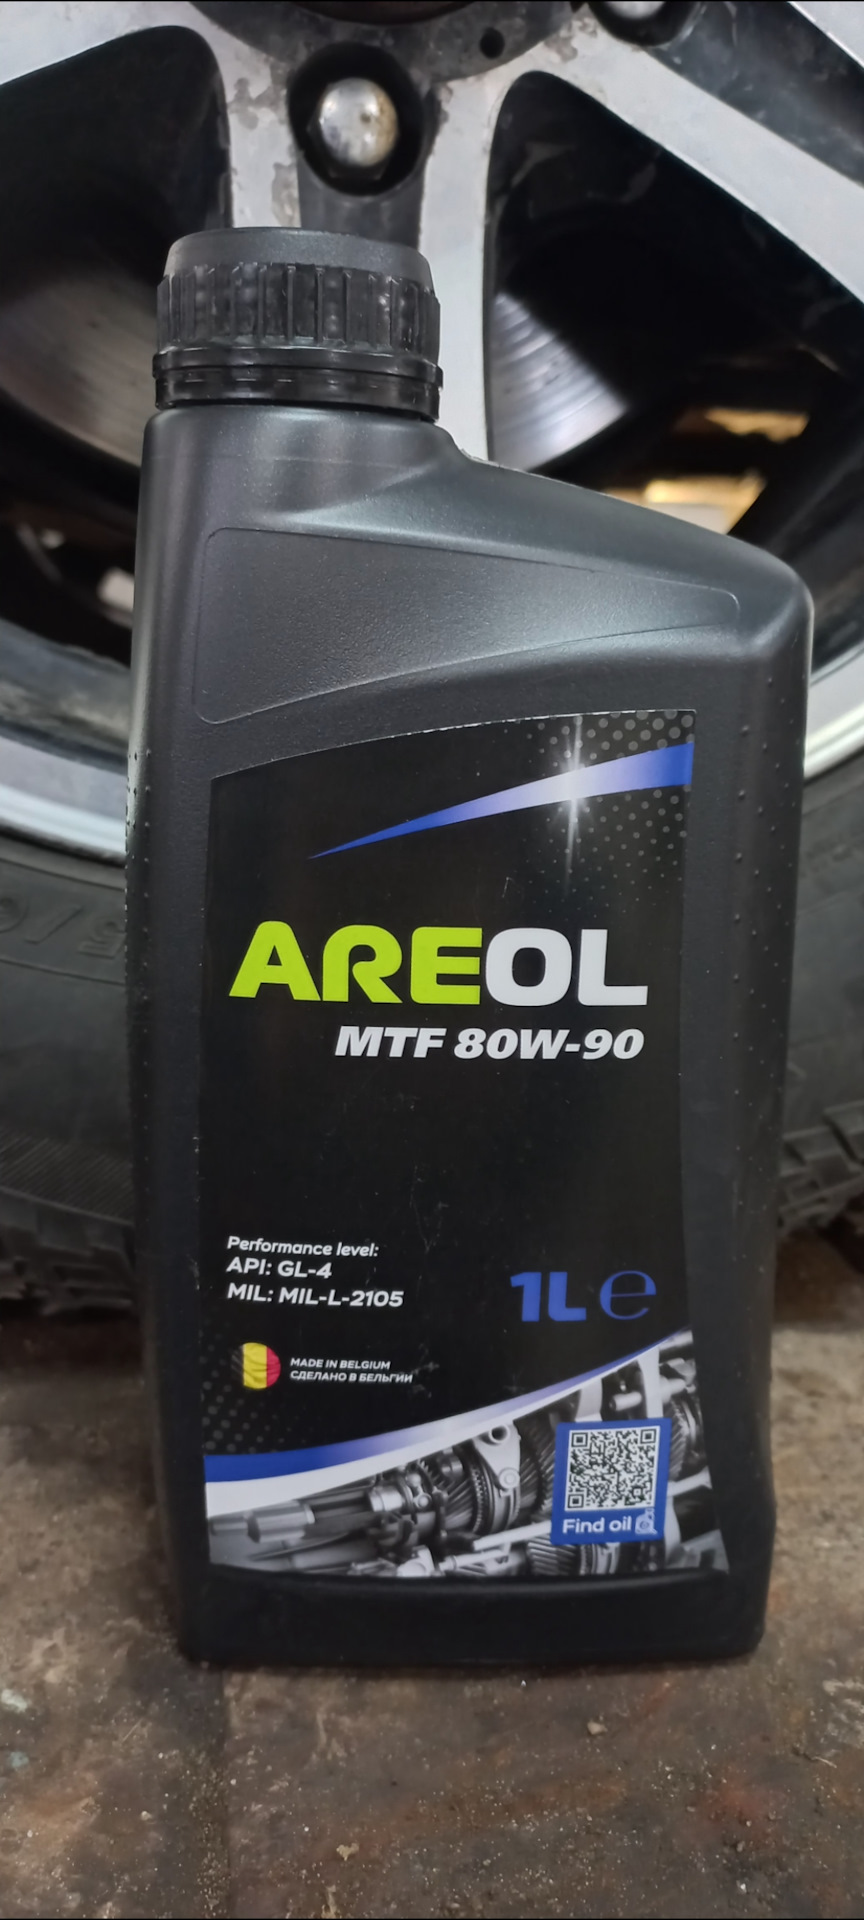 AREOL
MTF 80W-90
Performance level:
API: GL-4
MIL: MIL-L-2105
1L e
MADE IN BELGIUM
СДЕЛАНО В БЕЛЬГИИ
Find oil